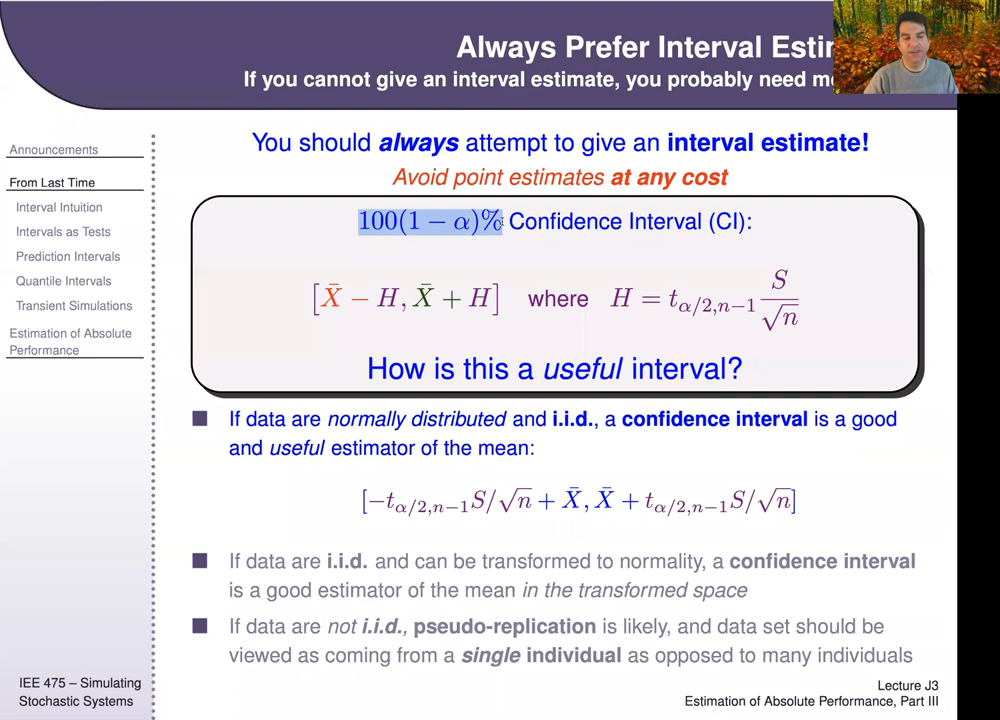 Always Prefer Interval
If you cannot give an interval estimate, you probably need
Announcements
From Last Time
Interval Intuition
Intervals as Tests
Prediction Intervals
Quantile Intervals
Transient Simulations
Estimation of Absolute
Performance
You should always attempt to give an interval estimate!
Avoid point estimates at any cost
100(1 − α)% Confidence Interval (CI):
[X̄ − H, X̄ + H] where H = t_{α/2,n−1} S/√n
How is this a useful interval?
If data are normally distributed and i.i.d., a confidence interval is a good
and useful estimator of the mean:
[−t_{α/2,n−1}S/√n + X̄, X̄ + t_{α/2,n−1}S/√n]
If data are i.i.d. and can be transformed to normality, a confidence interval
is a good estimator of the mean in the transformed space
If data are not i.i.d., pseudo-replication is likely, and data set should be
viewed as coming from a single individual as opposed to many individuals
IEE 475 – Simulating
Stochastic Systems
Lecture J3
Estimation of Absolute Performance, Part III